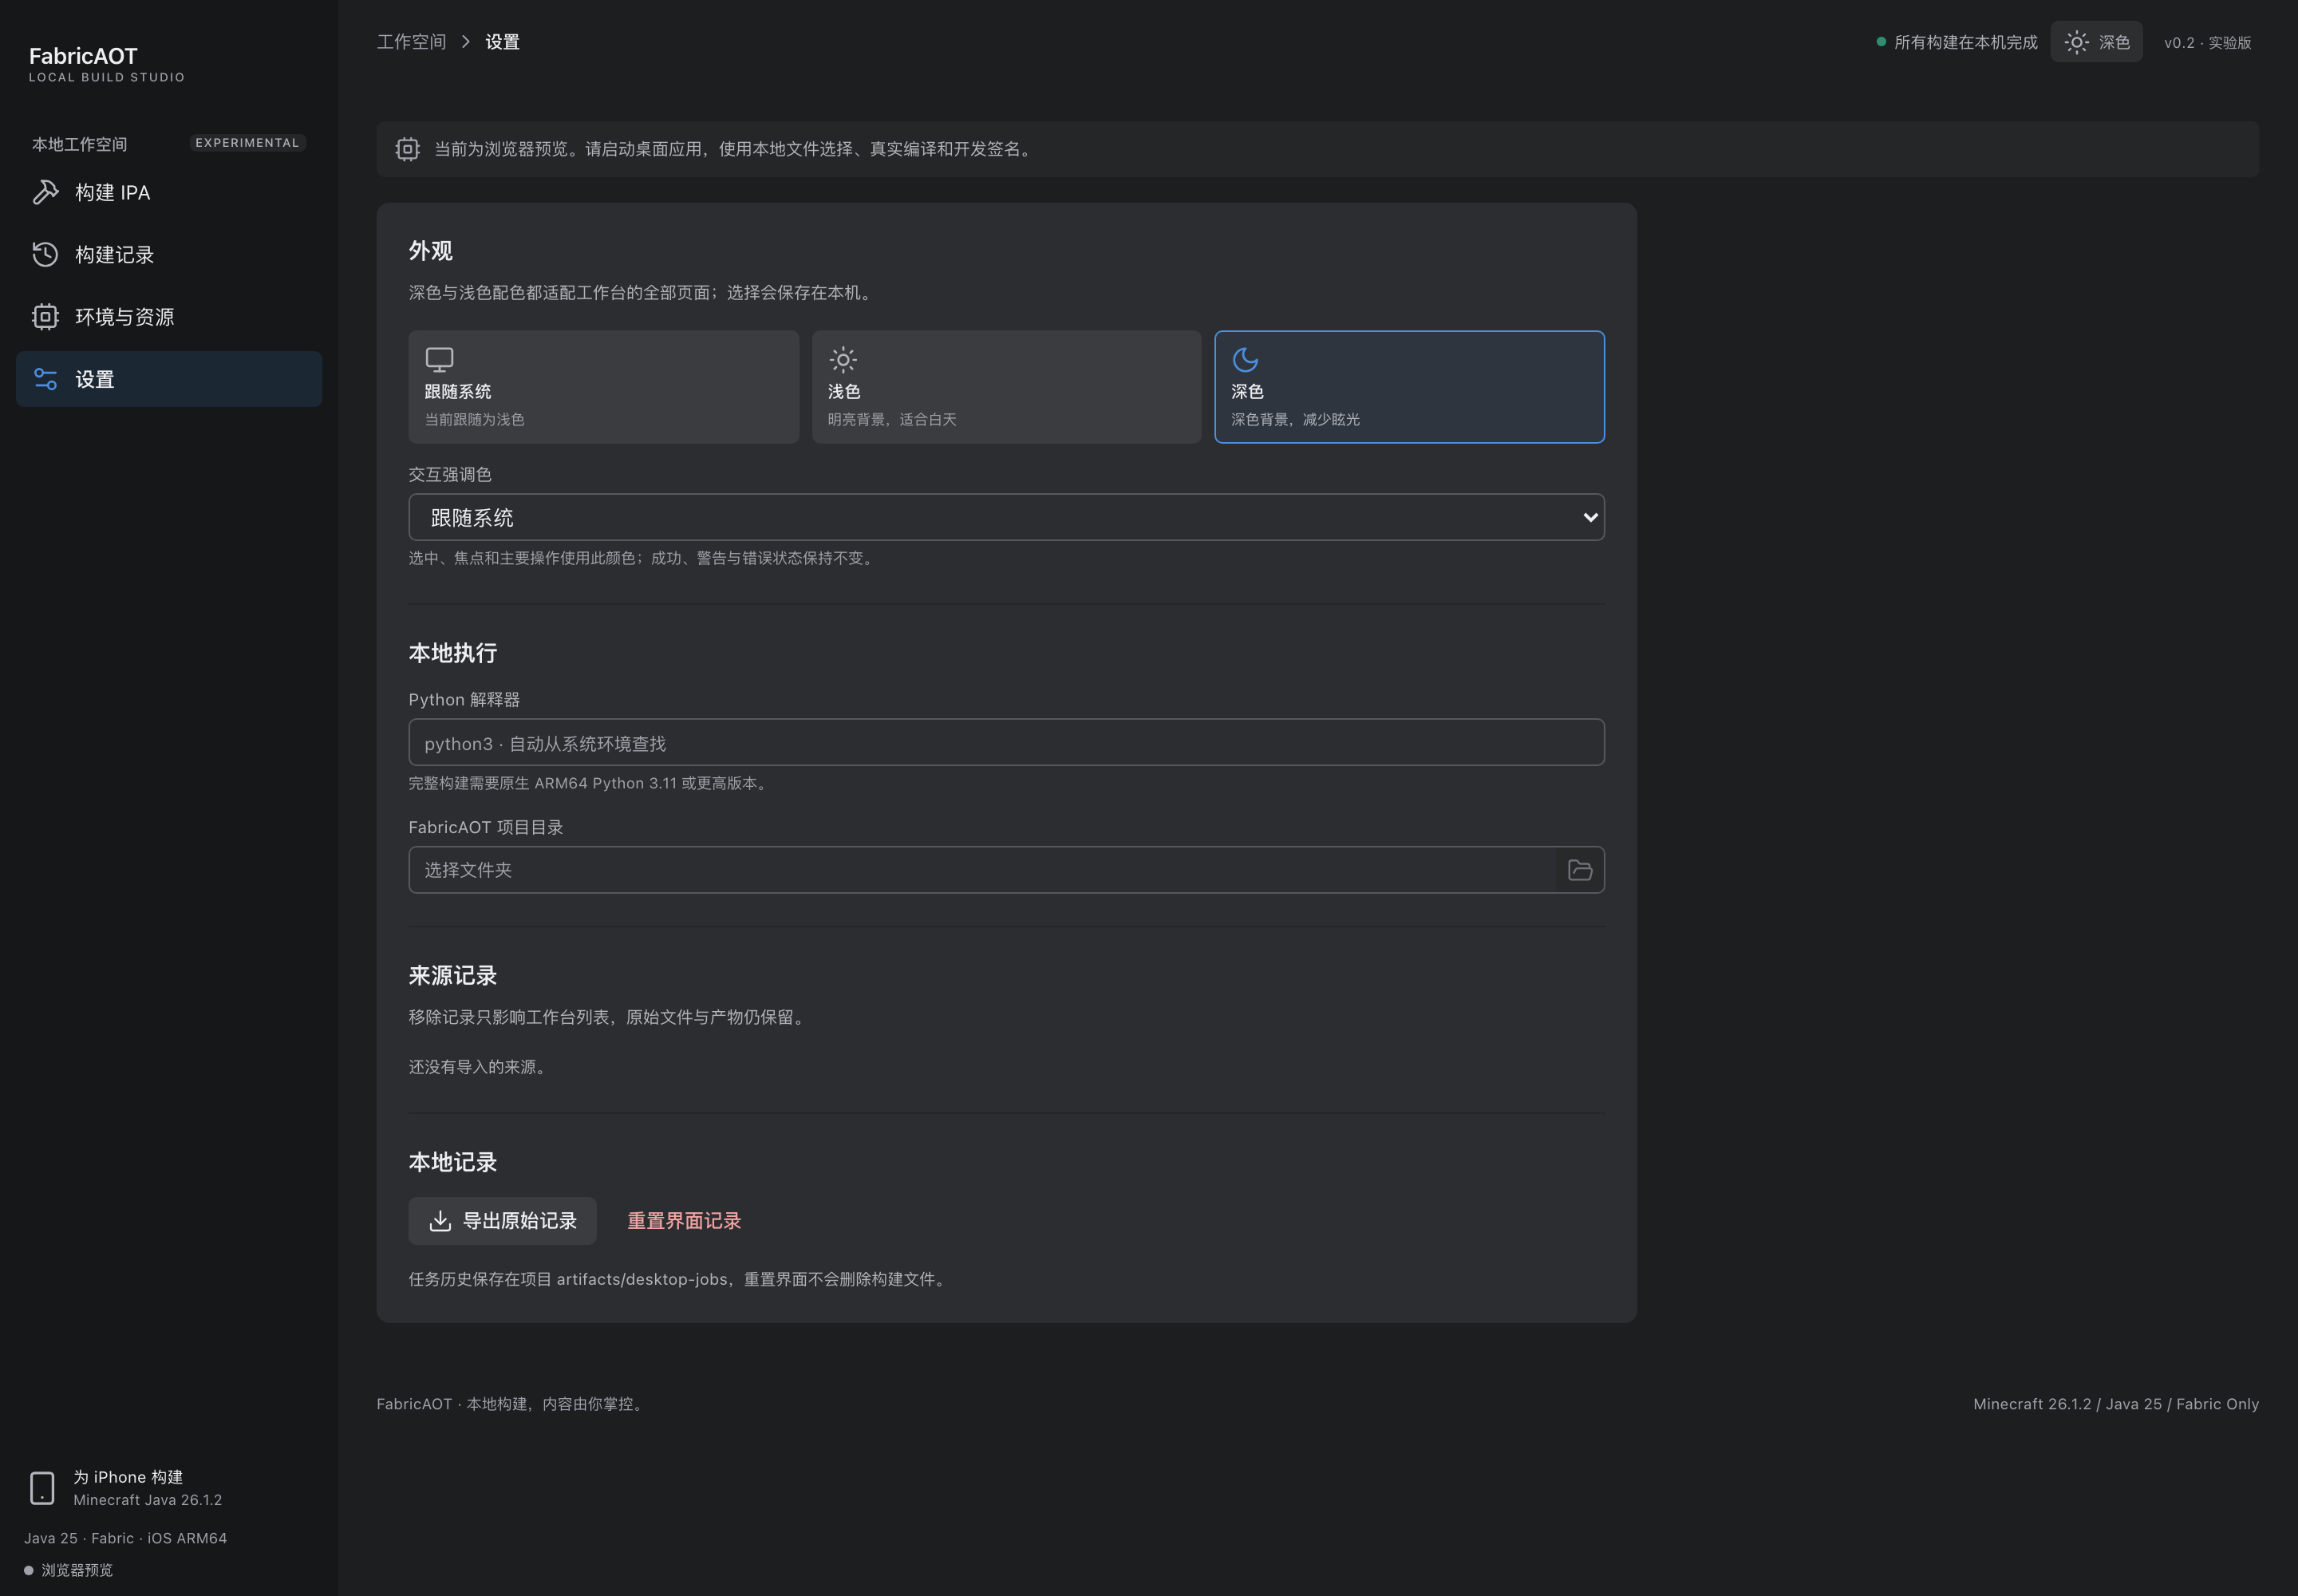 FabricAOT
LOCAL BUILD STUDIO
本地工作空间
EXPERIMENTAL
构建 IPA
构建记录
环境与资源
设置
为 iPhone 构建
Minecraft Java 26.1.2
Java 25 · Fabric · iOS ARM64
浏览器预览
工作空间 > 设置
所有构建在本机完成
深色
v0.2 · 实验版
当前为浏览器预览。请启动桌面应用，使用本地文件选择、真实编译和开发签名。
外观
深色与浅色配色都适配工作台的全部页面；选择会保存在本机。
跟随系统
当前跟随为浅色
浅色
明亮背景，适合白天
深色
深色背景，减少眩光
交互强调色
跟随系统
选中、焦点和主要操作使用此颜色；成功、警告与错误状态保持不变。
本地执行
Python 解释器
python3 · 自动从系统环境查找
完整构建需要原生 ARM64 Python 3.11 或更高版本。
FabricAOT 项目目录
选择文件夹
来源记录
移除记录只影响工作台列表，原始文件与产物仍保留。
还没有导入的来源。
本地记录
导出原始记录
重置界面记录
任务历史保存在项目 artifacts/desktop-jobs，重置界面不会删除构建文件。
FabricAOT · 本地构建，内容由你掌控。
Minecraft 26.1.2 / Java 25 / Fabric Only